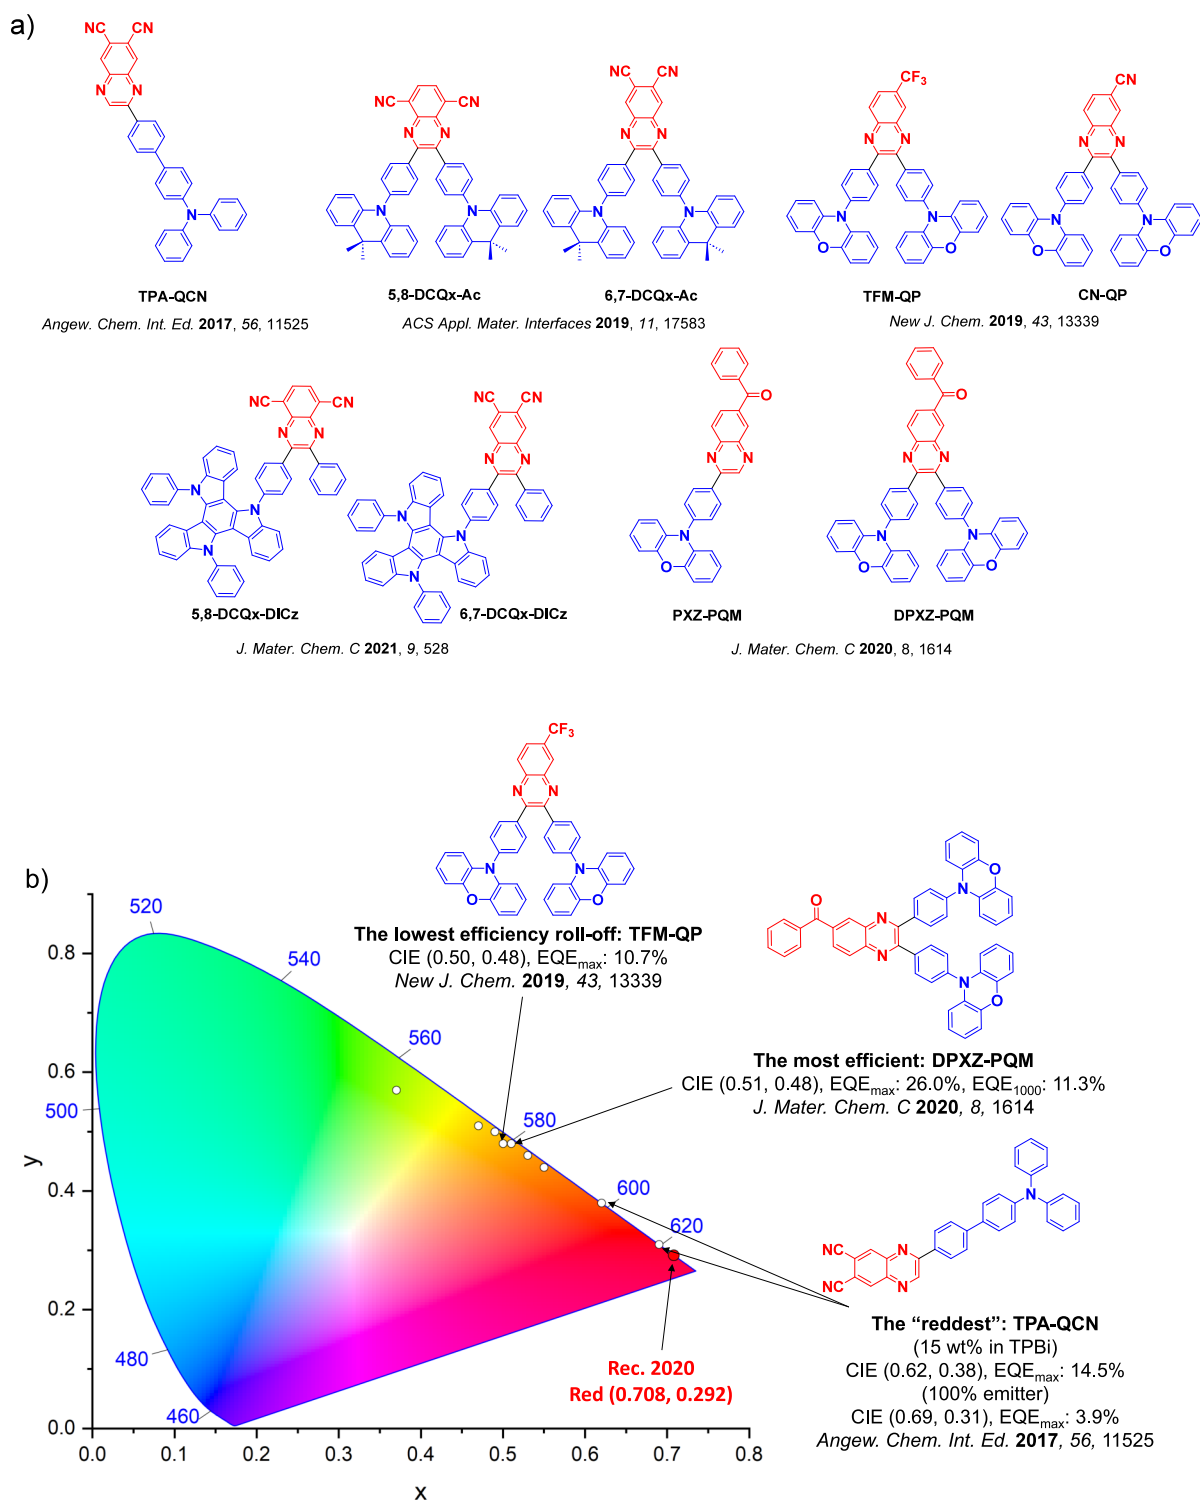 a)
CN CN
N N
N
TPA-QCN
Angew. Chem. Int. Ed. 2017, 56, 11525
NC CN
N N
N N
5,8-DCQx-Ac
NC CN
N N
N N
6,7-DCQx-Ac
ACS Appl. Mater. Interfaces 2019, 11, 17583
CF3
N N
N N
O O
TFM-QP
CN
N N
N N
O O
CN-QP
New J. Chem. 2019, 43, 13339
NC CN
N N
N N
N
5,8-DCQx-DICz
NC CN
N N
N N
N
6,7-DCQx-DICz
J. Mater. Chem. C 2021, 9, 528
O
N N
N
O
PXZ-PQM
O
N N
N N
O O
DPXZ-PQM
J. Mater. Chem. C 2020, 8, 1614
b)
CF3
N N
N N
O O
The lowest efficiency roll-off: TFM-QP
CIE (0.50, 0.48), EQEmax: 10.7%
New J. Chem. 2019, 43, 13339
O
N
N
N
O
N
O
The most efficient: DPXZ-PQM
CIE (0.51, 0.48), EQEmax: 26.0%, EQE1000: 11.3%
J. Mater. Chem. C 2020, 8, 1614
N
N
N
NC
NC
The “reddest”: TPA-QCN
(15 wt% in TPBi)
CIE (0.62, 0.38), EQEmax: 14.5%
(100% emitter)
CIE (0.69, 0.31), EQEmax: 3.9%
Angew. Chem. Int. Ed. 2017, 56, 11525
Rec. 2020
Red (0.708, 0.292)
520
540
560
580
600
620
500
480
460
0.8
0.6
0.4
0.2
0.0
y
0.0 0.1 0.2 0.3 0.4 0.5 0.6 0.7 0.8
x